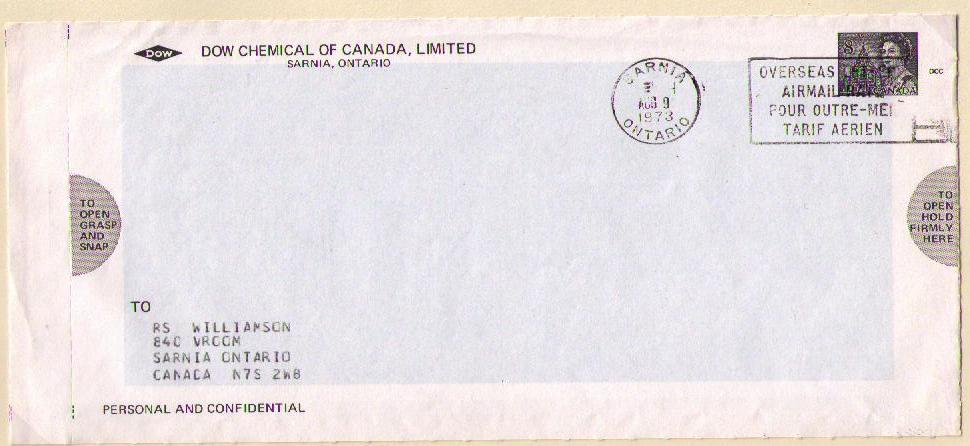 DOW
DOW CHEMICAL OF CANADA, LIMITED
SARNIA, ONTARIO
SARNIA
AUG 9
1973
ONTARIO
OVERSEAS
AIRMAIL
POUR OUTRE-MER
TARIF AERIEN
8
CANADA
DCC
TO
OPEN
GRASP
AND
SNAP
TO
OPEN
HOLD
FIRMLY
HERE
TO
RS WILLIAMSON
840 VROOM
SARNIA ONTARIO
CANADA N7S 2W8
PERSONAL AND CONFIDENTIAL